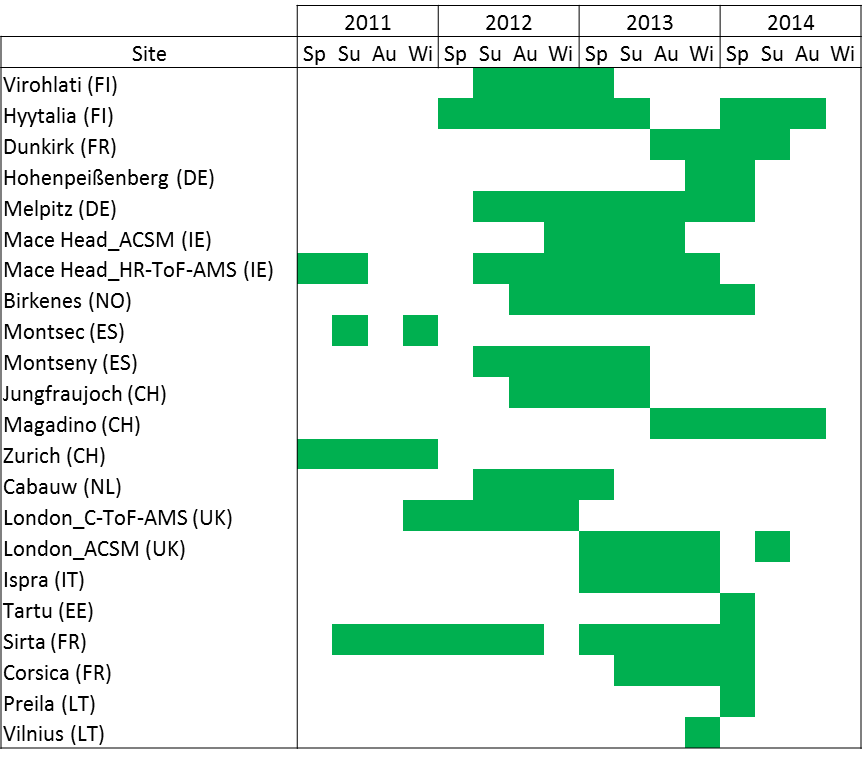 2011 2012 2013 2014
Site Sp Su Au Wi Sp Su Au Wi Sp Su Au Wi Sp Su Au Wi
Virohlati (FI)
Hyytalia (FI)
Dunkirk (FR)
Hohenpeißenberg (DE)
Melpitz (DE)
Mace Head_ACSM (IE)
Mace Head_HR-ToF-AMS (IE)
Birkenes (NO)
Montsec (ES)
Montseny (ES)
Jungfraujoch (CH)
Magadino (CH)
Zurich (CH)
Cabauw (NL)
London_C-ToF-AMS (UK)
London_ACSM (UK)
Ispra (IT)
Tartu (EE)
Sirta (FR)
Corsica (FR)
Preila (LT)
Vilnius (LT)